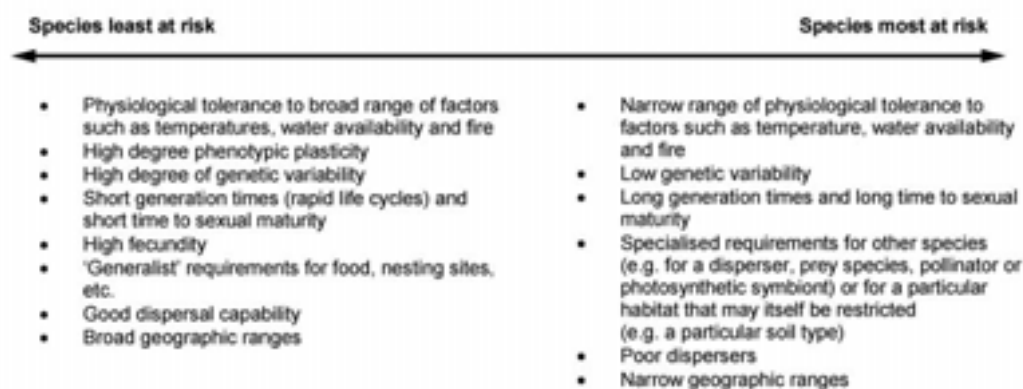 Species least at risk
Species most at risk
• Physiological tolerance to broad range of factors
such as temperatures, water availability and fire
• High degree phenotypic plasticity
• High degree of genetic variability
• Short generation times (rapid life cycles) and
short time to sexual maturity
• High fecundity
• 'Generalist' requirements for food, nesting sites,
etc.
• Good dispersal capability
• Broad geographic ranges
• Narrow range of physiological tolerance to
factors such as temperature, water availability
and fire
• Low genetic variability
• Long generation times and long time to sexual
maturity
• Specialised requirements for other species
(e.g. for a disperser, prey species, pollinator or
photosynthetic symbiont) or for a particular
habitat that may itself be restricted
(e.g. a particular soil type)
• Poor dispersers
• Narrow geographic ranges